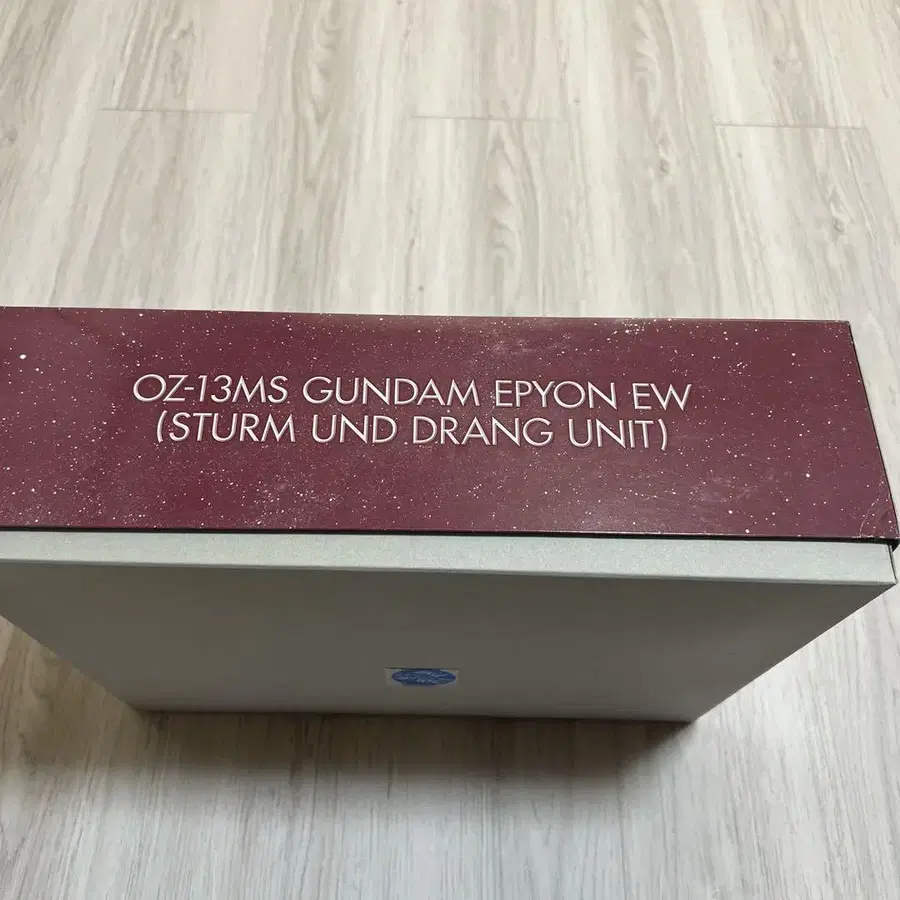 OZ-13MS GUNDAM EPYON EW
(STURM UND DRANG UNIT)